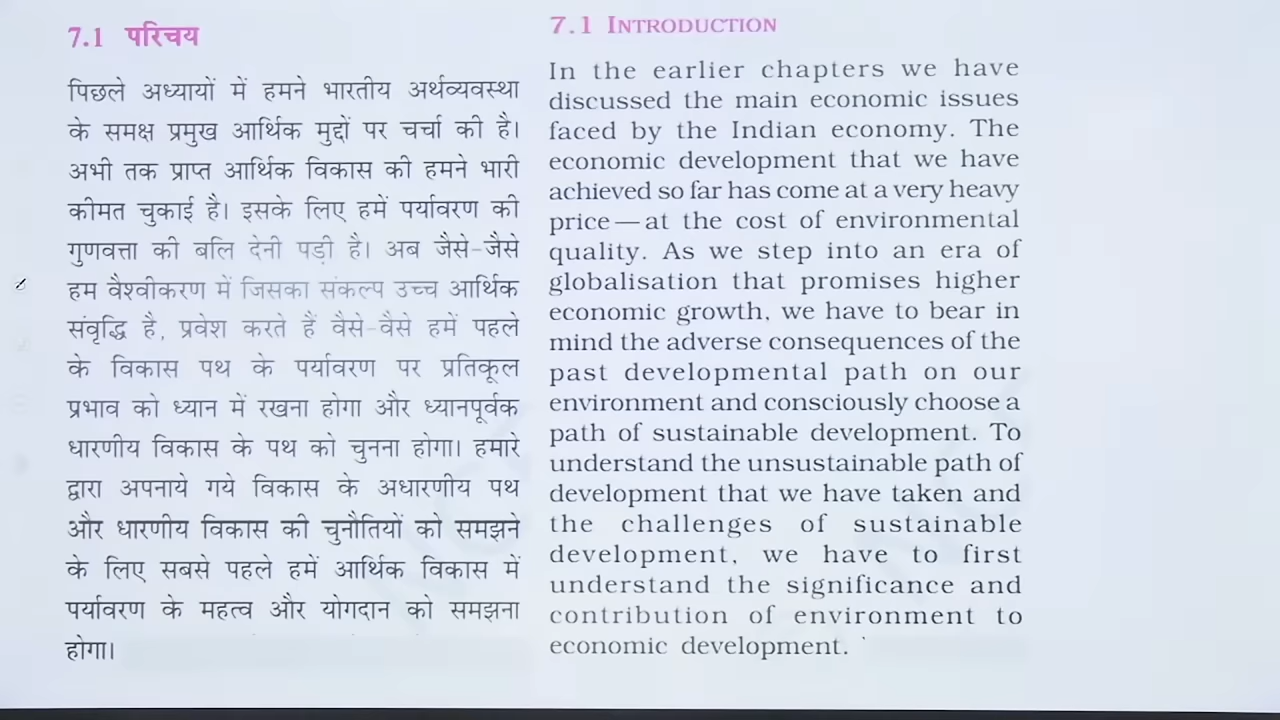 7.1 परिचय
पिछले अध्यायों में हमने भारतीय अर्थव्यवस्था
के समक्ष प्रमुख आर्थिक मुद्दों पर चर्चा की है।
अभी तक प्राप्त आर्थिक विकास की हमने भारी
कीमत चुकाई है। इसके लिए हमें पर्यावरण की
गुणवत्ता की बलि देनी पड़ी है। अब जैसे-जैसे
हम वैश्वीकरण में जिसका संकल्प उच्च आर्थिक
संवृद्धि है, प्रवेश करते हैं वैसे-वैसे हमें पहले
के विकास पथ के पर्यावरण पर प्रतिकूल
प्रभाव को ध्यान में रखना होगा और ध्यानपूर्वक
धारणीय विकास के पथ को चुनना होगा। हमारे
द्वारा अपनाये गये विकास के अधारणीय पथ
और धारणीय विकास की चुनौतियों को समझने
के लिए सबसे पहले हमें आर्थिक विकास में
पर्यावरण के महत्व और योगदान को समझना
होगा।
7.1 INTRODUCTION
In the earlier chapters we have
discussed the main economic issues
faced by the Indian economy. The
economic development that we have
achieved so far has come at a very heavy
price—at the cost of environmental
quality. As we step into an era of
globalisation that promises higher
economic growth, we have to bear in
mind the adverse consequences of the
past developmental path on our
environment and consciously choose a
path of sustainable development. To
understand the unsustainable path of
development that we have taken and
the challenges of sustainable
development, we have to first
understand the significance and
contribution of environment to
economic development.